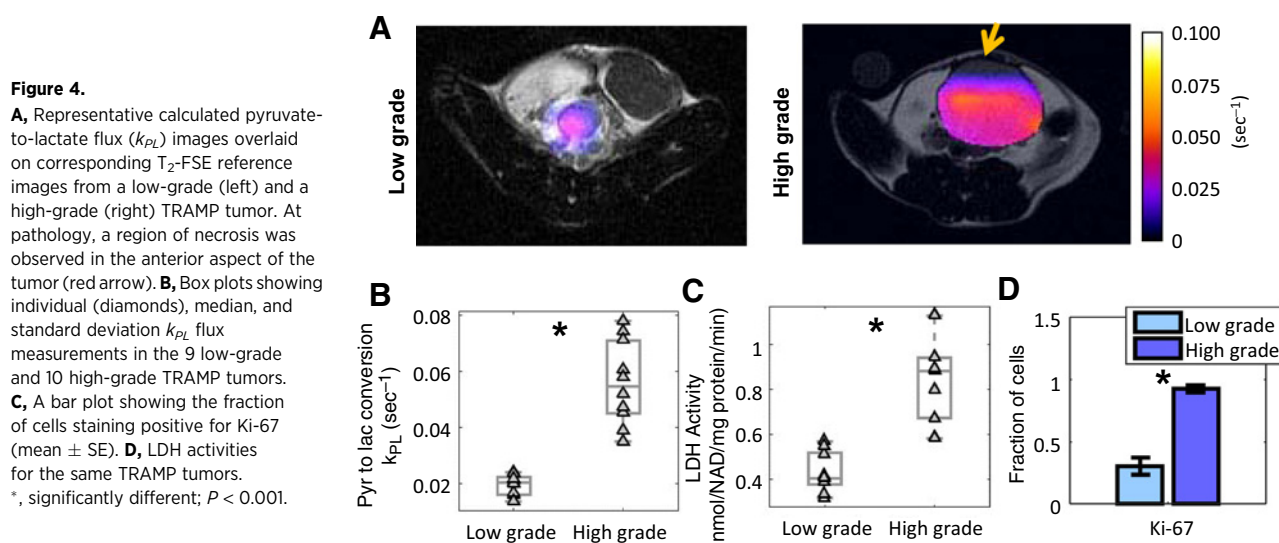 Figure 4.
A, Representative calculated pyruvate-
to-lactate flux (kPL) images overlaid
on corresponding T2-FSE reference
images from a low-grade (left) and a
high-grade (right) TRAMP tumor. At
pathology, a region of necrosis was
observed in the anterior aspect of the
tumor (red arrow). B, Box plots showing
individual (diamonds), median, and
standard deviation kPL flux
measurements in the 9 low-grade
and 10 high-grade TRAMP tumors.
C, A bar plot showing the fraction
of cells staining positive for Ki-67
(mean ± SE). D, LDH activities
for the same TRAMP tumors.
*, significantly different; P < 0.001.
A
Low grade
High grade
0.100
0.075
0.050
0.025
0
(sec−1)
B
Pyr to lac conversion
kPL (sec−1)
0.08
0.06
0.04
0.02
*
Low grade High grade
C
LDH Activity
nmol/NAD/mg protein/min)
1
0.8
0.6
0.4
*
Low grade High grade
D
Fraction of cells
1.5
1
0.5
0
Low grade
High grade
*
Ki-67